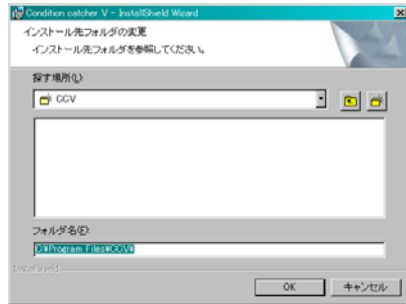 Condition catcher V - InstallShield Wizard
インストール先フォルダの変更
インストール先フォルダを参照してください。
探す場所(L):
CCV
フォルダ名(F):
C:¥Program Files¥CCV¥
InstallShield
OK
キャンセル